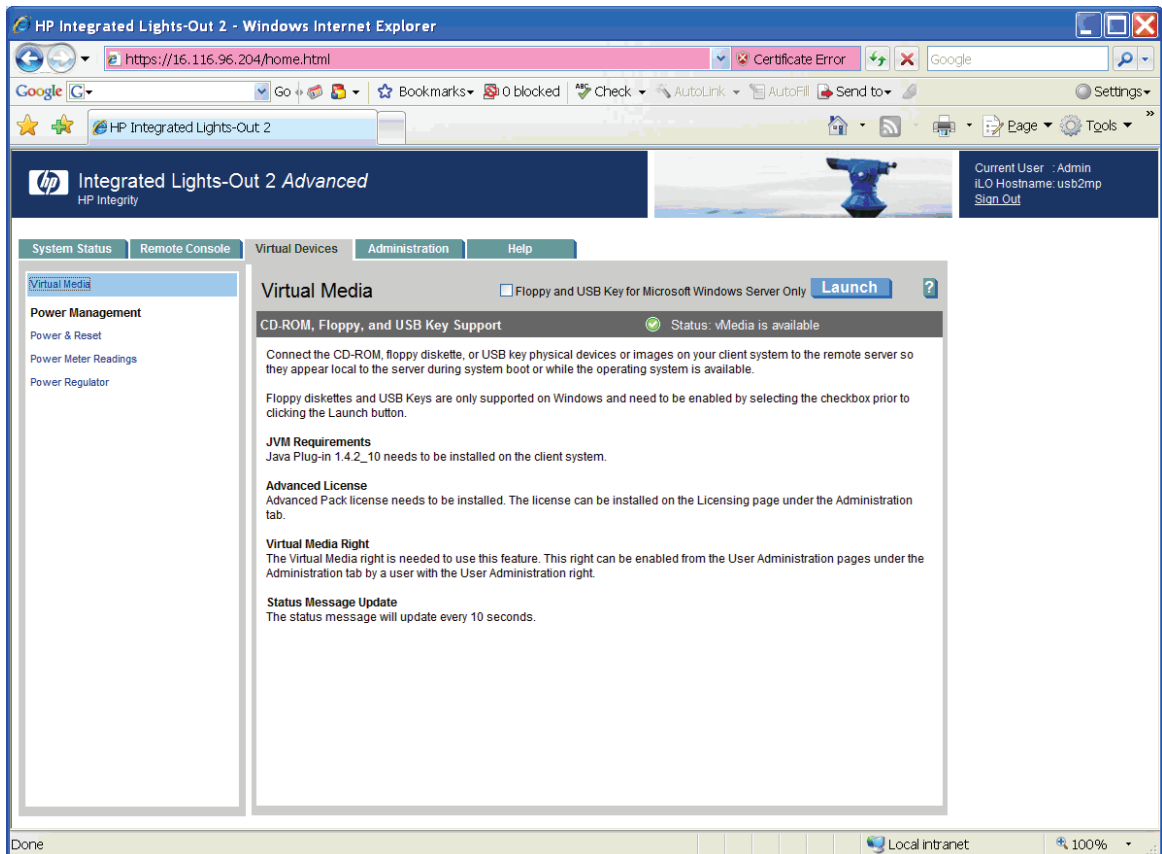 HP Integrated Lights-Out 2 - Windows Internet Explorer
https://16.116.96.204/home.html
Certificate Error
Google
Google
G
Go
Bookmarks
0 blocked
Check
AutoLink
AutoFill
Send to
Settings
HP Integrated Lights-Out 2
Page
Tools
hp
Integrated Lights-Out 2 Advanced
HP Integrity
Current User : Admin
iLO Hostname: usb2mp
Sign Out
System Status
Remote Console
Virtual Devices
Administration
Help
Virtual Media
Power Management
Power & Reset
Power Meter Readings
Power Regulator
Virtual Media
Floppy and USB Key for Microsoft Windows Server Only
Launch
?
CD-ROM, Floppy, and USB Key Support
Status: vMedia is available
Connect the CD-ROM, floppy diskette, or USB key physical devices or images on your client system to the remote server so
they appear local to the server during system boot or while the operating system is available.
Floppy diskettes and USB Keys are only supported on Windows and need to be enabled by selecting the checkbox prior to
clicking the Launch button.
JVM Requirements
Java Plug-in 1.4.2_10 needs to be installed on the client system.
Advanced License
Advanced Pack license needs to be installed. The license can be installed on the Licensing page under the Administration
tab.
Virtual Media Right
The Virtual Media right is needed to use this feature. This right can be enabled from the User Administration pages under the
Administration tab by a user with the User Administration right.
Status Message Update
The status message will update every 10 seconds.
Done
Local intranet
100%